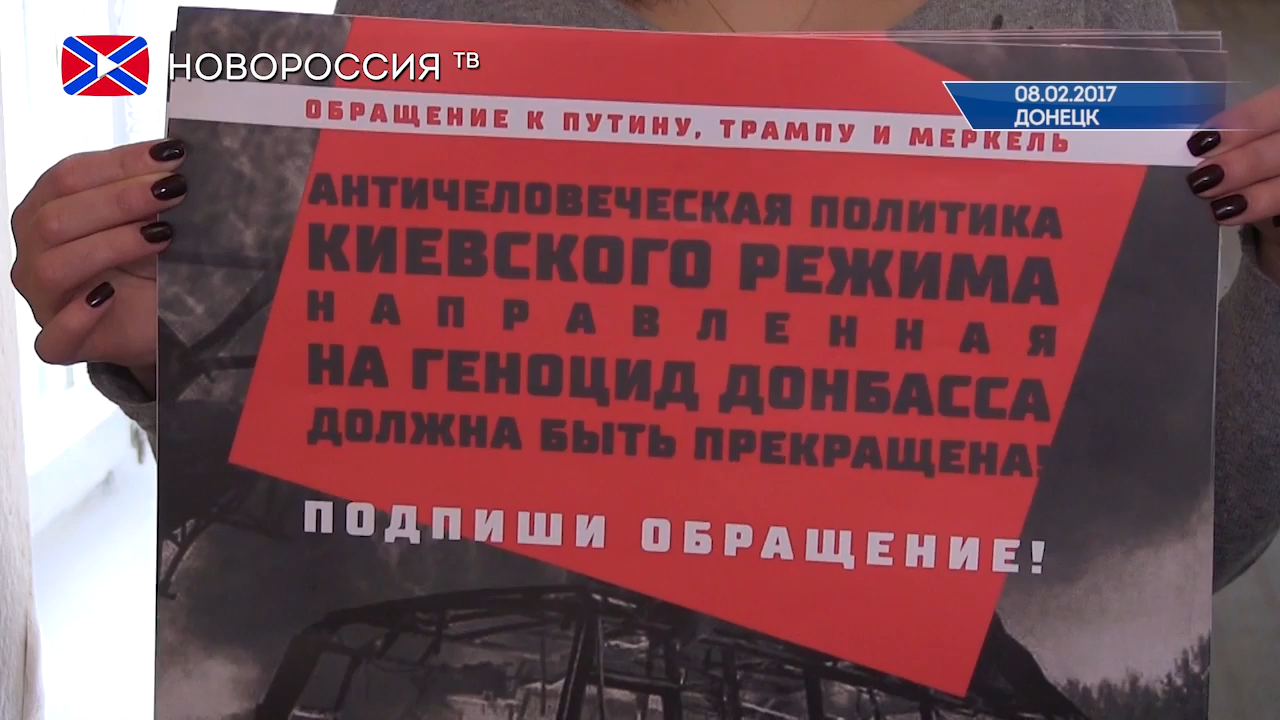 НОВОРОССИЯ ТВ
08.02.2017
ДОНЕЦК
ОБРАЩЕНИЕ К ПУТИНУ, ТРАМПУ И МЕРКЕЛЬ
АНТИЧЕЛОВЕЧЕСКАЯ ПОЛИТИКА
КИЕВСКОГО РЕЖИМА
НАПРАВЛЕННАЯ
НА ГЕНОЦИД ДОНБАССА
ДОЛЖНА БЫТЬ ПРЕКРАЩЕНА!
ПОДПИШИ ОБРАЩЕНИЕ!